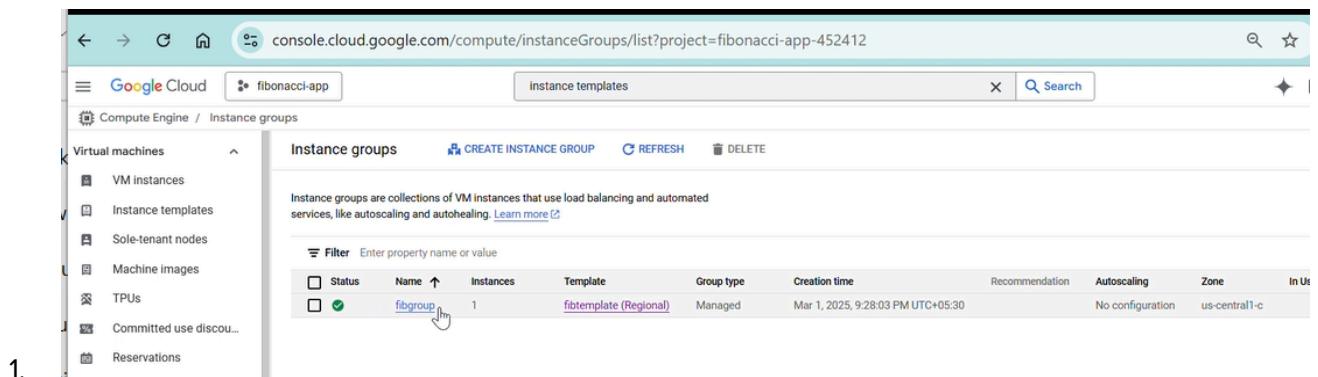 console.cloud.google.com/compute/instanceGroups/list?project=fibonacci-app-452412
Google Cloud fibonacci-app instance templates Search
Compute Engine / Instance groups
Virtual machines Instance groups CREATE INSTANCE GROUP REFRESH DELETE
VM instances
Instance groups are collections of VM instances that use load balancing and automated
Instance templates
services, like autoscaling and autohealing. Learn more
Sole-tenant nodes
Filter Enter property name or value
Machine images
Status Name Instances Template Group type Creation time Recommendation Autoscaling Zone In Us
TPUs
fibgroup 1 fibtemplate (Regional) Managed Mar 1, 2025, 9:28:03 PM UTC+05:30 No configuration us-central1-c
Committed use discou...
Reservations
1.